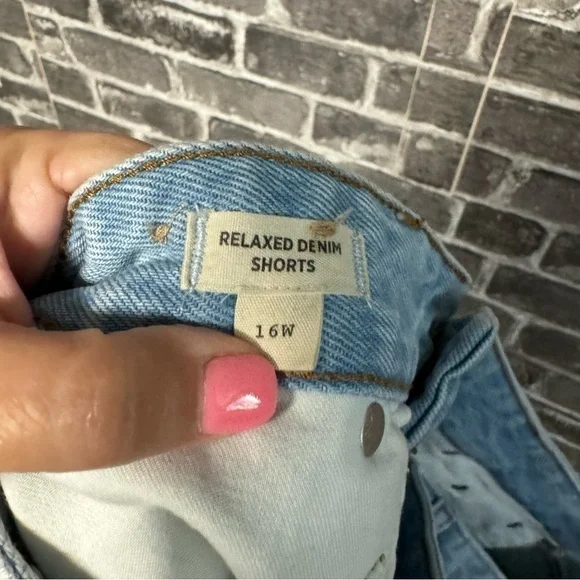 RELAXED DENIM
SHORTS
16W